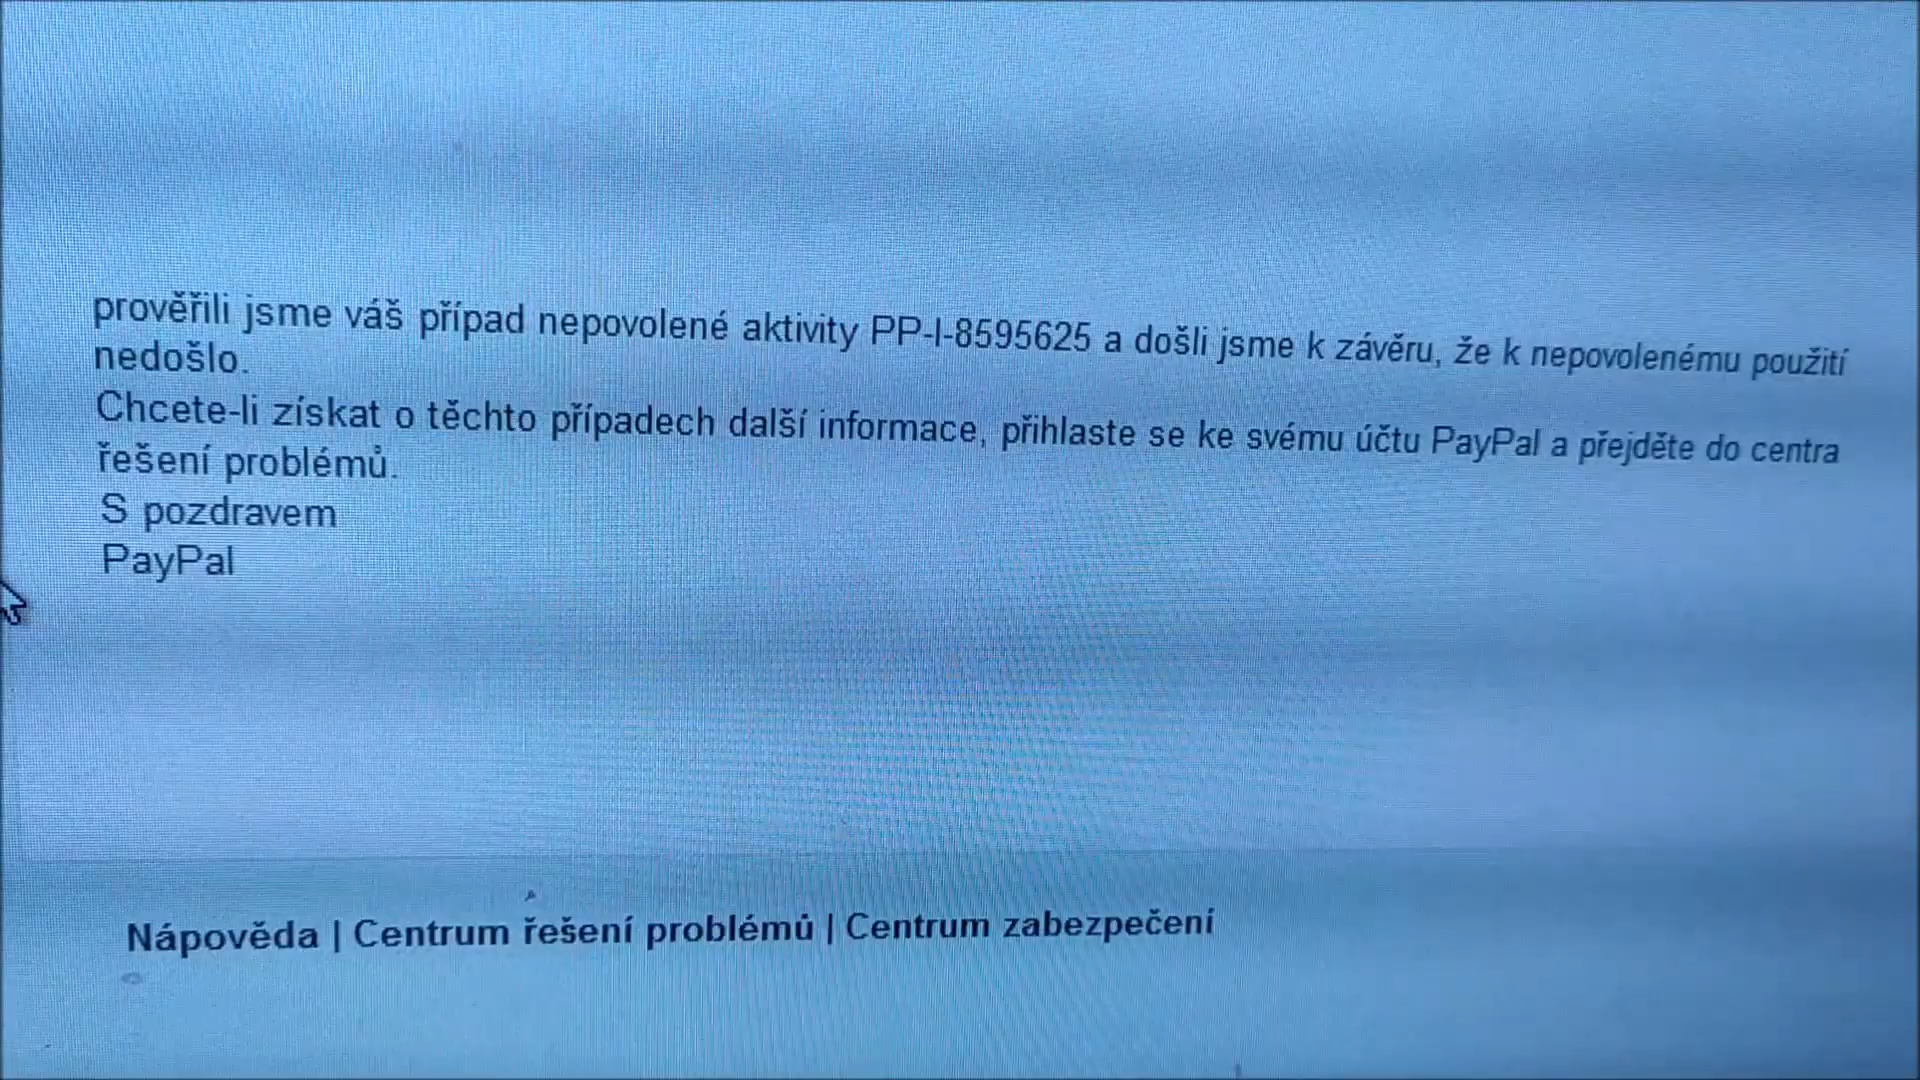 prověřili jsme váš případ nepovolené aktivity PP-I-8595625 a došli jsme k závěru, že k nepovolenému použití
nedošlo.
Chcete-li získat o těchto případech další informace, přihlaste se ke svému účtu PayPal a přejděte do centra
řešení problémů.
S pozdravem
PayPal
Nápověda | Centrum řešení problémů | Centrum zabezpečení